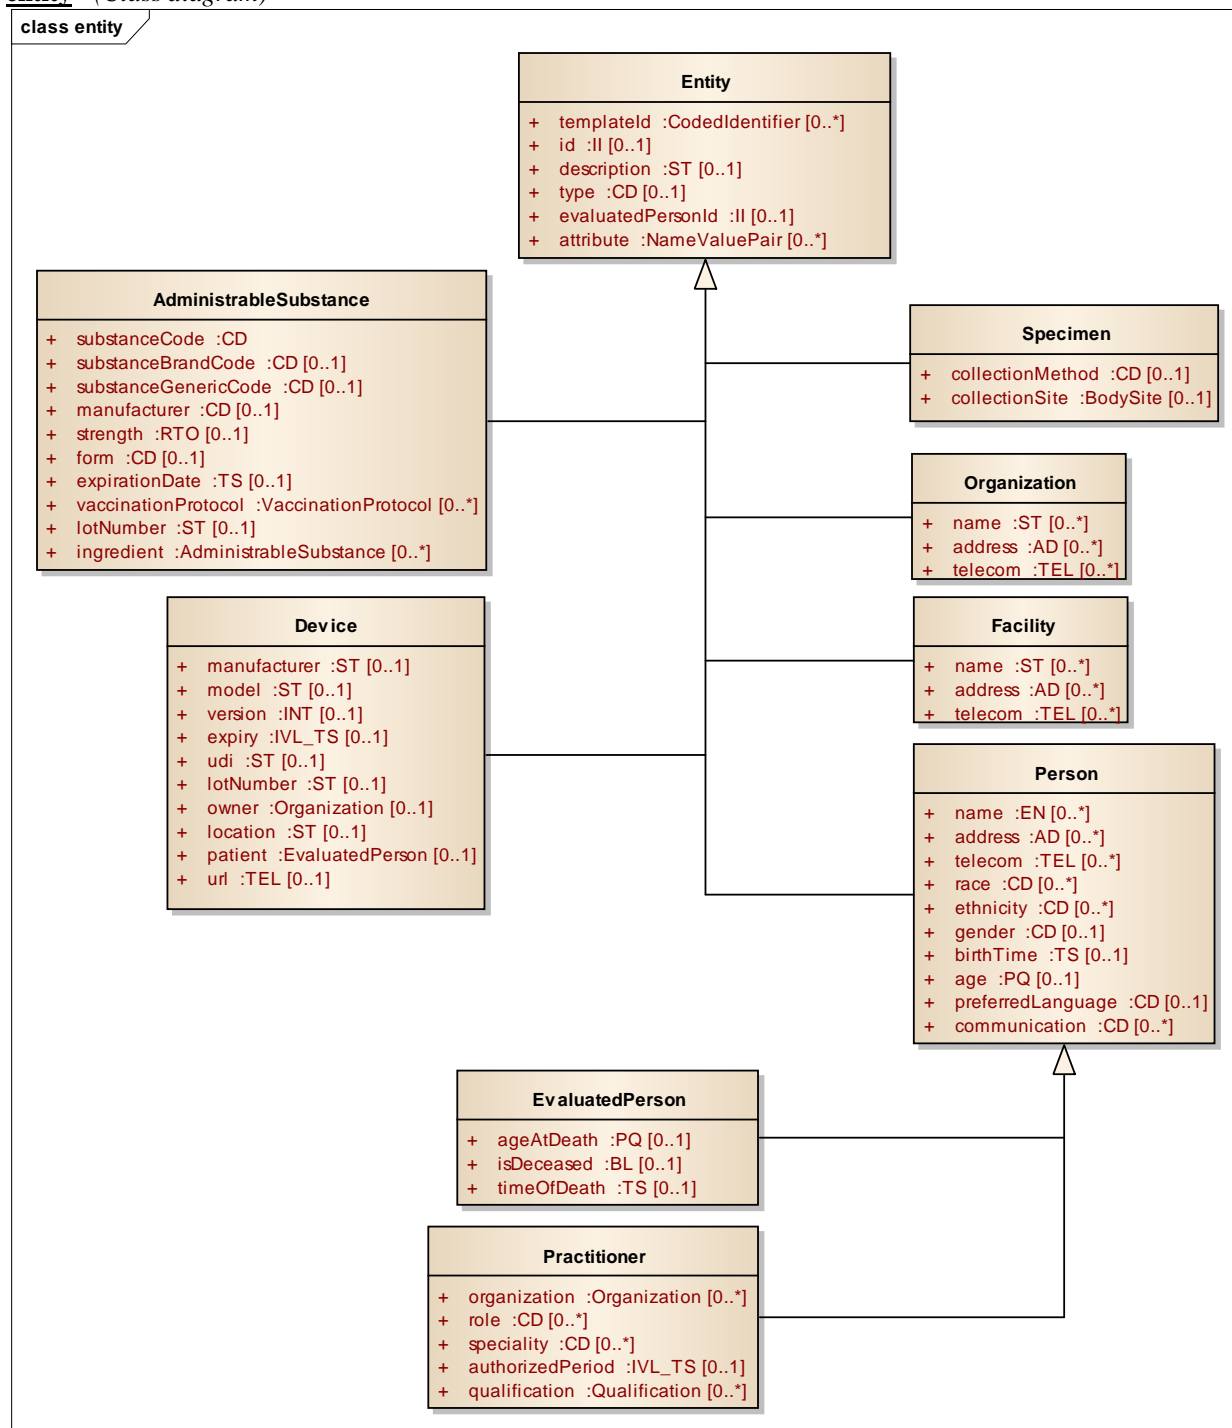 (Class diagram)
class entity
Entity
+ templateId :CodedIdentifier [0..*]
+ id :II [0..1]
+ description :ST [0..1]
+ type :CD [0..1]
+ evaluatedPersonId :II [0..1]
+ attribute :NameValuePair [0..*]
AdministrableSubstance
+ substanceCode :CD
+ substanceBrandCode :CD [0..1]
+ substanceGenericCode :CD [0..1]
+ manufacturer :CD [0..1]
+ strength :RTO [0..1]
+ form :CD [0..1]
+ expirationDate :TS [0..1]
+ vaccinationProtocol :VaccinationProtocol [0..*]
+ lotNumber :ST [0..1]
+ ingredient :AdministrableSubstance [0..*]
Specimen
+ collectionMethod :CD [0..1]
+ collectionSite :BodySite [0..1]
Organization
+ name :ST [0..*]
+ address :AD [0..*]
+ telecom :TEL [0..*]
Device
+ manufacturer :ST [0..1]
+ model :ST [0..1]
+ version :INT [0..1]
+ expiry :IVL_TS [0..1]
+ udi :ST [0..1]
+ lotNumber :ST [0..1]
+ owner :Organization [0..1]
+ location :ST [0..1]
+ patient :EvaluatedPerson [0..1]
+ url :TEL [0..1]
Facility
+ name :ST [0..*]
+ address :AD [0..*]
+ telecom :TEL [0..*]
Person
+ name :EN [0..*]
+ address :AD [0..*]
+ telecom :TEL [0..*]
+ race :CD [0..*]
+ ethnicity :CD [0..*]
+ gender :CD [0..1]
+ birthTime :TS [0..1]
+ age :PQ [0..1]
+ preferredLanguage :CD [0..1]
+ communication :CD [0..*]
EvaluatedPerson
+ ageAtDeath :PQ [0..1]
+ isDeceased :BL [0..1]
+ timeOfDeath :TS [0..1]
Practitioner
+ organization :Organization [0..*]
+ role :CD [0..*]
+ speciality :CD [0..*]
+ authorizedPeriod :IVL_TS [0..1]
+ qualification :Qualification [0..*]